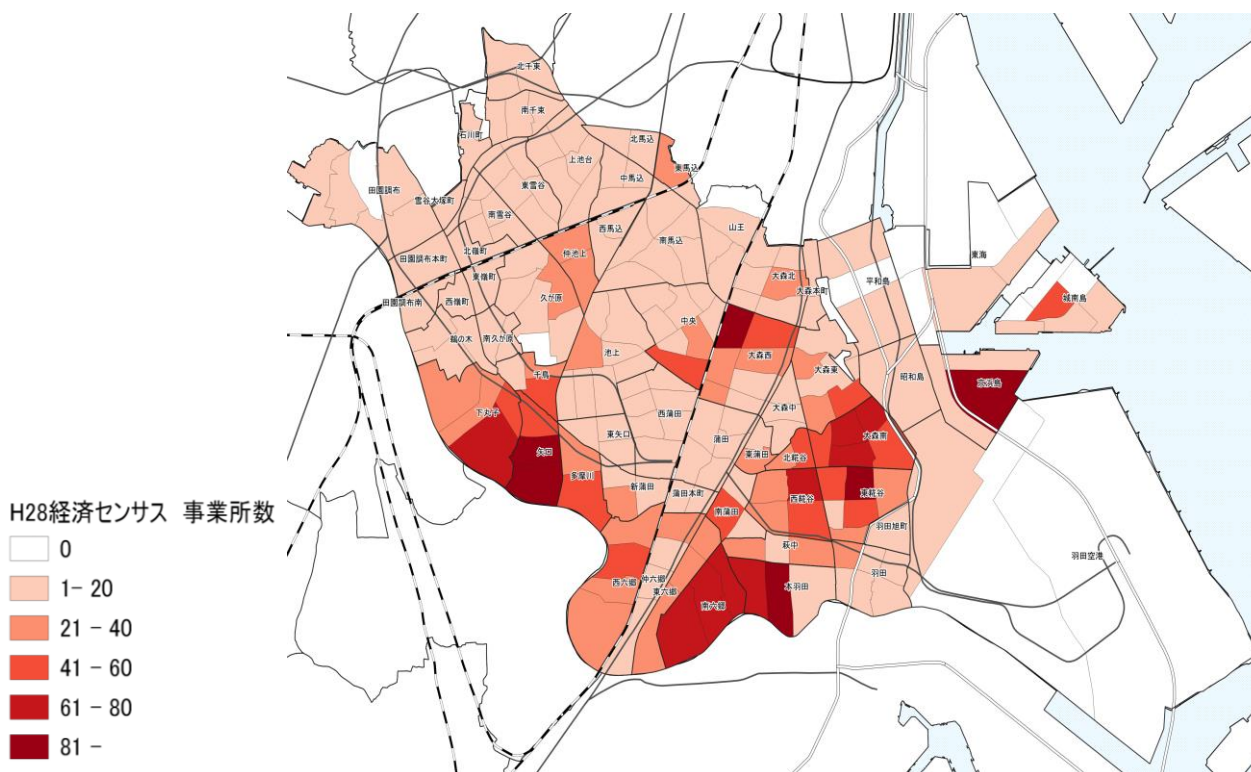 H28経済センサス 事業所数
0
1- 20
21 - 40
41 - 60
61 - 80
81 -
北千束
南千束
石川町
北馬込
上池台
東馬込
中馬込
田園調布
東雪谷
雪谷大塚町
南雪谷
西馬込
南馬込
山王
仲池上
北嶺町
田園調布本町
東嶺町
東海
平和島
大森北
大森本町
城南島
田園調布南
西嶺町
久が原
中央
鵜の木
南久が原
池上
大森西
大森東
昭和島
京浜島
千鳥
下丸子
西蒲田
大森中
東矢口
蒲田
大森南
矢口
東蒲田
北糀谷
多摩川
新蒲田
蒲田本町
西糀谷
東糀谷
南蒲田
羽田旭町
萩中
羽田空港
西六郷
仲六郷
東六郷
羽田
本羽田
南六郷